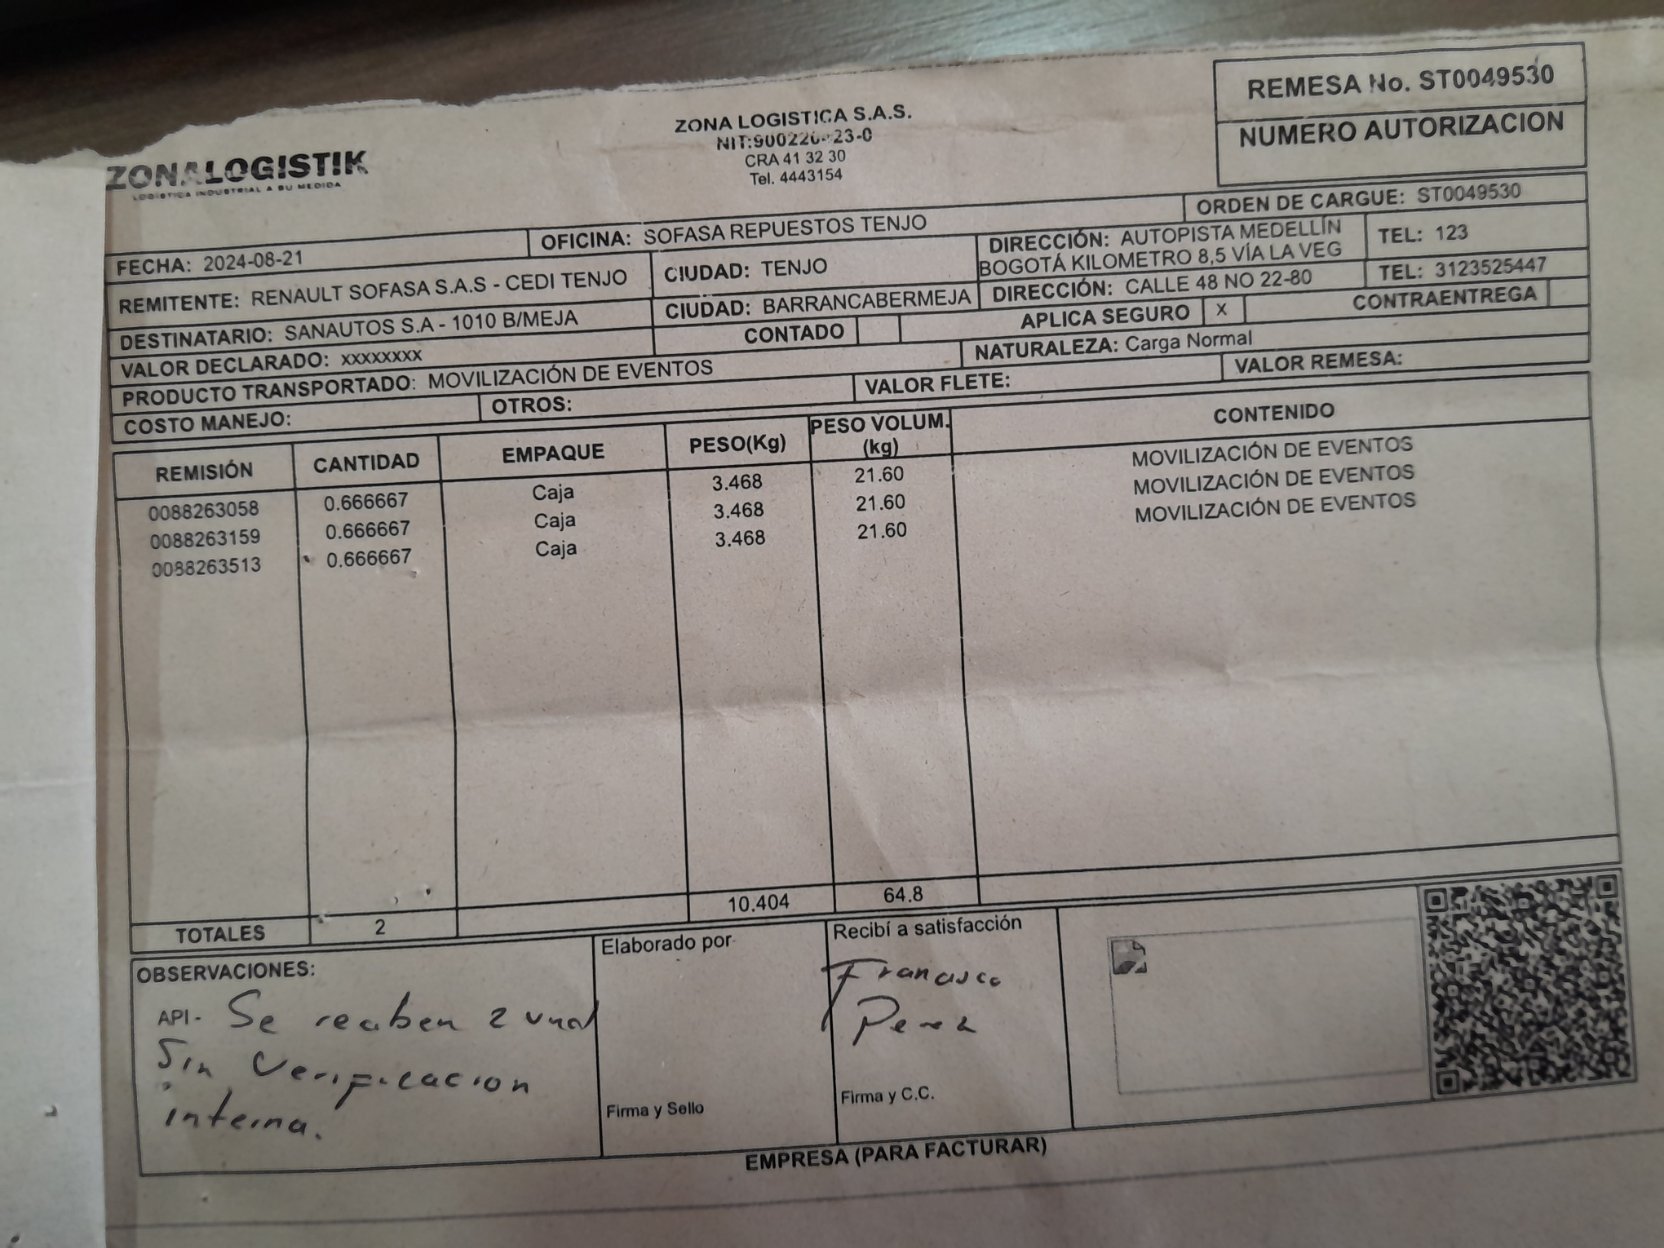 REMESA No. ST0049530
NUMERO AUTORIZACION
ZONALOGISTIK
LOGISTICA INDUSTRIAL A SU MEDIDA
ZONA LOGISTICA S.A.S.
CRA 41 32 30
Tel. 4443154
ORDEN DE CARGUE: ST0049530
FECHA: 2024-08-21
OFICINA: SOFASA REPUESTOS TENJO
REMITENTE: RENAULT SOFASA S.A.S - CEDI TENJO
CIUDAD: TENJO
DIRECCIÓN: AUTOPISTA MEDELLÍN
BOGOTÁ KILOMETRO 8,5 VÍA LA VEG
TEL: 123
DESTINATARIO: SANAUTOS S.A - 1010 B/MEJA
CIUDAD: BARRANCABERMEJA
DIRECCIÓN: CALLE 48 NO 22-80
TEL: 3123525447
VALOR DECLARADO: xxxxxxxx
CONTADO
APLICA SEGURO X
CONTRAENTREGA
PRODUCTO TRANSPORTADO: MOVILIZACIÓN DE EVENTOS
NATURALEZA: Carga Normal
COSTO MANEJO:
OTROS:
VALOR FLETE:
VALOR REMESA:
REMISIÓN CANTIDAD EMPAQUE PESO(Kg) PESO VOLUM. (kg) CONTENIDO
0088263058 0.666667 Caja 3.468 21.60 MOVILIZACIÓN DE EVENTOS
0088263159 0.666667 Caja 3.468 21.60 MOVILIZACIÓN DE EVENTOS
0088263513 0.666667 Caja 3.468 21.60 MOVILIZACIÓN DE EVENTOS
TOTALES 2 10.404 64.8
OBSERVACIONES:
API- Se reciben 2 und
Sin Verificacion
interna.
Elaborado por
Firma y Sello
Recibí a satisfacción
Francisco
Perez
Firma y C.C.
EMPRESA (PARA FACTURAR)